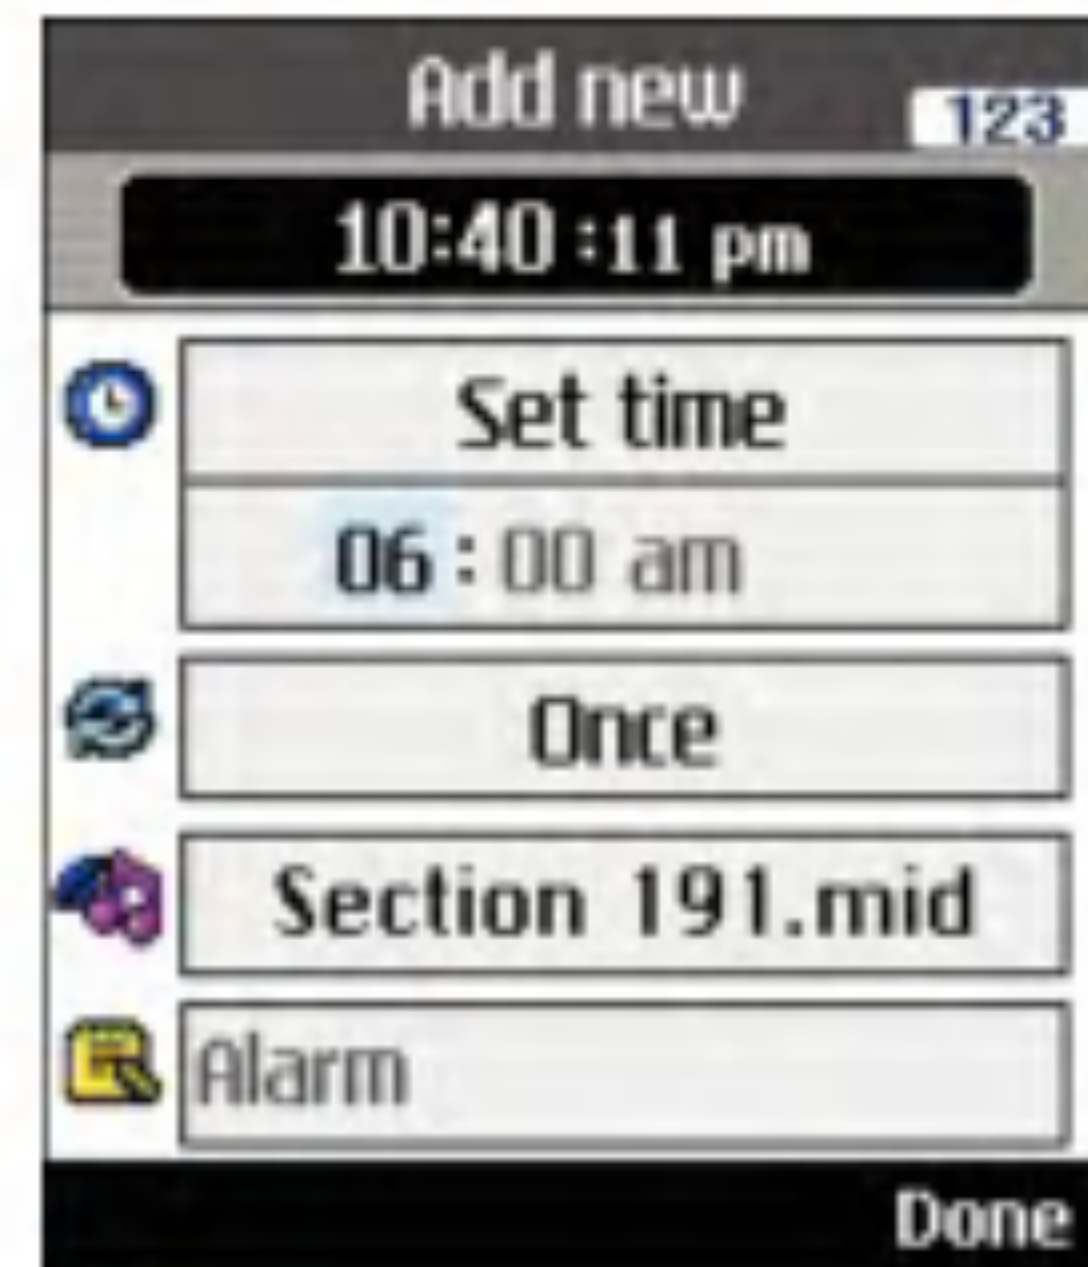 Add new
123
10:40 :11 pm
Set time
06 : 00 am
Once
Section 191.mid
Alarm
Done